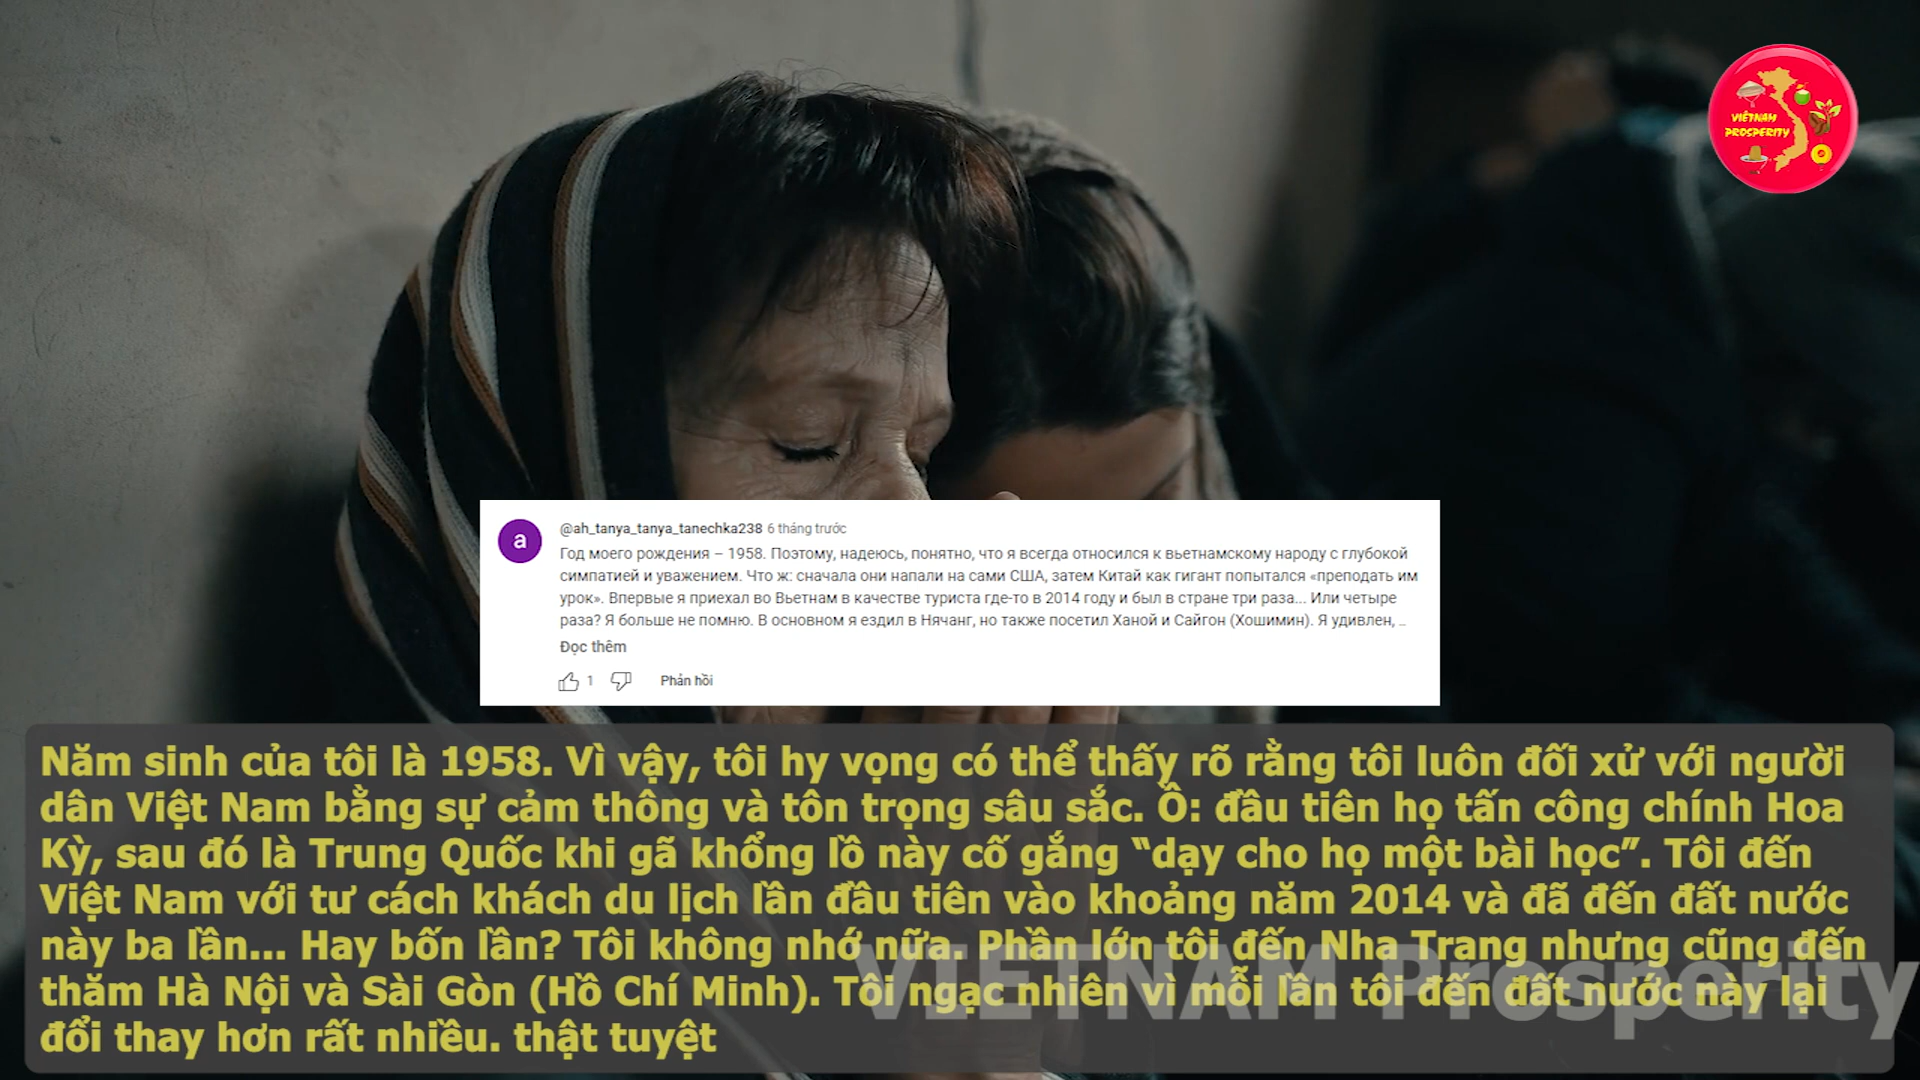 VIETNAM
PROSPERITY
a
@ah_tanya_tanya_tanechka238 6 tháng trước
Год моего рождения – 1958. Поэтому, надеюсь, понятно, что я всегда относился к вьетнамскому народу с глубокой
симпатией и уважением. Что ж: сначала они напали на сами США, затем Китай как гигант попытался «преподать им
урок». Впервые я приехал во Вьетнам в качестве туриста где-то в 2014 году и был в стране три раза... Или четыре
раза? Я больше не помню. В основном я ездил в Нячанг, но также посетил Ханой и Сайгон (Хошимин). Я удивлен, ..
Đọc thêm
1 Phản hồi
Năm sinh của tôi là 1958. Vì vậy, tôi hy vọng có thể thấy rõ rằng tôi luôn đối xử với người
dân Việt Nam bằng sự cảm thông và tôn trọng sâu sắc. Ồ: đầu tiên họ tấn công chính Hoa
Kỳ, sau đó là Trung Quốc khi gã khổng lồ này cố gắng “dạy cho họ một bài học”. Tôi đến
Việt Nam với tư cách khách du lịch lần đầu tiên vào khoảng năm 2014 và đã đến đất nước
này ba lần... Hay bốn lần? Tôi không nhớ nữa. Phần lớn tôi đến Nha Trang nhưng cũng đến
thăm Hà Nội và Sài Gòn (Hồ Chí Minh). Tôi ngạc nhiên vì mỗi lần tôi đến đất nước này lại
đổi thay hơn rất nhiều. thật tuyệt
VIETNAM Prosperity